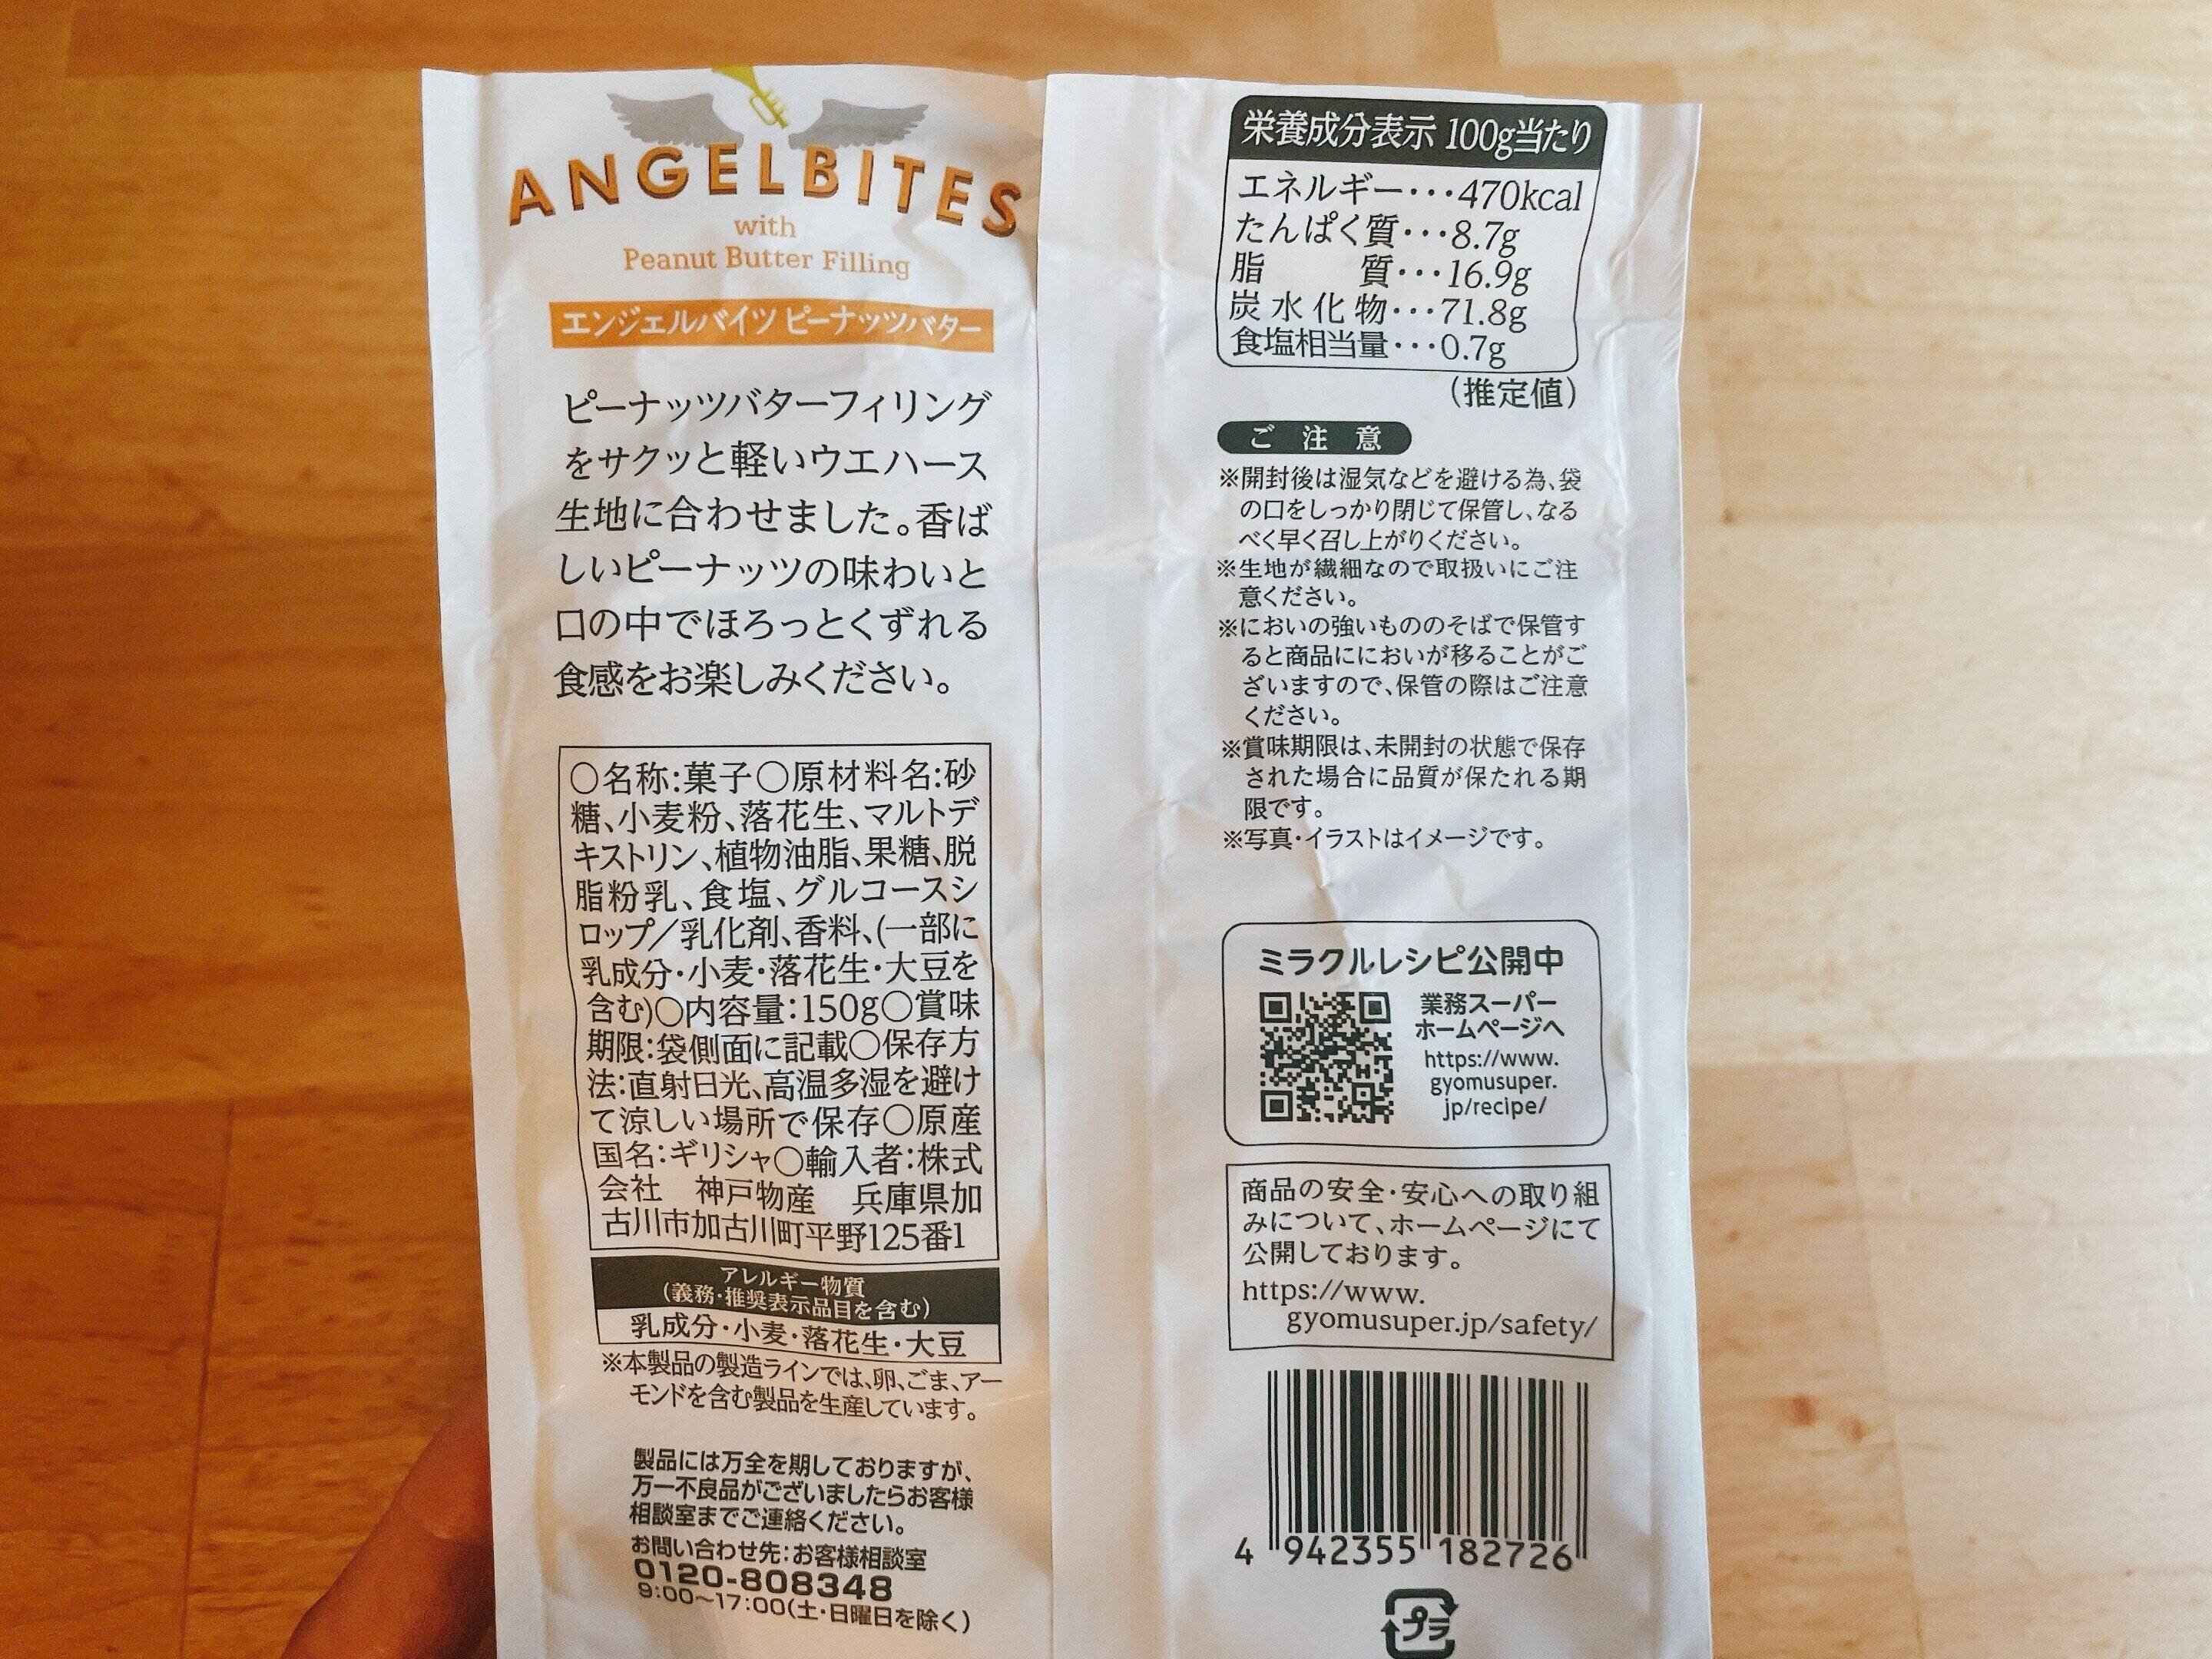 ANGELBITES
with
Peanut Butter Filling
エンジェルバイツ ピーナッツバター
ピーナッツバターフィリング
をサクッと軽いウエハース
生地に合わせました。香ば
しいピーナッツの味わいと
口の中でほろっとくずれる
食感をお楽しみください。
○名称:菓子○原材料名:砂
糖、小麦粉、落花生、マルトデ
キストリン、植物油脂、果糖、脱
脂粉乳、食塩、グルコースシ
ロップ／乳化剤、香料、(一部に
乳成分・小麦・落花生・大豆を
含む)○内容量:150g○賞味
期限:袋側面に記載○保存方
法:直射日光、高温多湿を避け
て涼しい場所で保存○原産
国名:ギリシャ○輸入者:株式
会社　神戸物産　兵庫県加
古川市加古川町平野125番1
アレルギー物質
(義務・推奨表示品目を含む)
乳成分・小麦・落花生・大豆
※本製品の製造ラインでは、卵、ごま、アー
モンドを含む製品を生産しています。
製品には万全を期しておりますが、
万一不良品がございましたらお客様
相談室までご連絡ください。
お問い合わせ先:お客様相談室
0120-808348
9:00～17:00(土・日曜日を除く)
栄養成分表示 100g当たり
エネルギー･･･470kcal
たんぱく質･･･8.7g
脂　　　質･･･16.9g
炭水化物･･･71.8g
食塩相当量･･･0.7g
(推定値)
ご注意
※開封後は湿気などを避ける為、袋
の口をしっかり閉じて保管し、なる
べく早く召し上がりください。
※生地が繊細なので取扱いにご注
意ください。
※においの強いもののそばで保管す
ると商品ににおいが移ることがご
ざいますので、保管の際はご注意
ください。
※賞味期限は、未開封の状態で保存
された場合に品質が保たれる期
限です。
※写真・イラストはイメージです。
ミラクルレシピ公開中
業務スーパー
ホームページへ
https://www.
gyomusuper.
jp/recipe/
商品の安全・安心への取り組
みについて、ホームページにて
公開しております。
https://www.
gyomusuper.jp/safety/
4 942355 182726
プラ